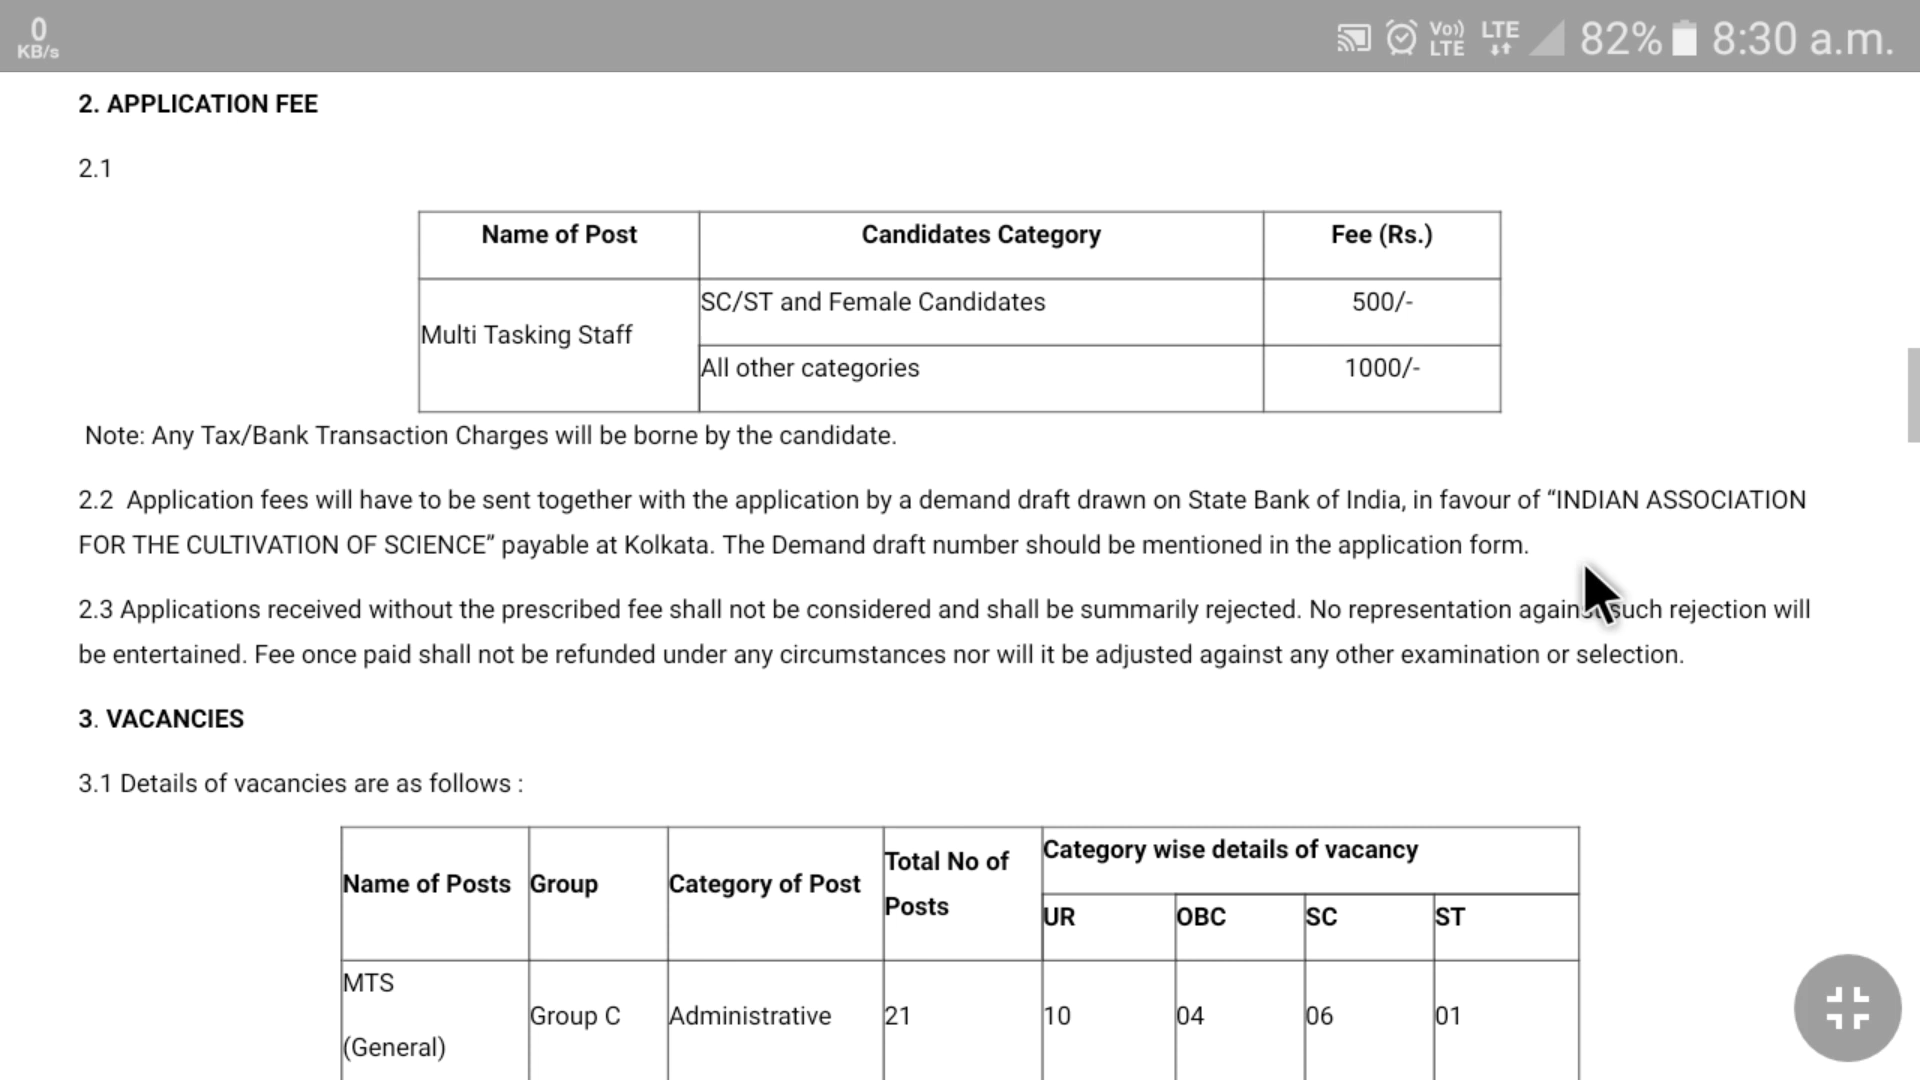 0
KB/s
Vo))
LTE
LTE
82%
8:30 a.m.
2. APPLICATION FEE
2.1
Name of Post Candidates Category Fee (Rs.)
Multi Tasking Staff
SC/ST and Female Candidates 500/-
All other categories 1000/-
Note: Any Tax/Bank Transaction Charges will be borne by the candidate.
2.2 Application fees will have to be sent together with the application by a demand draft drawn on State Bank of India, in favour of “INDIAN ASSOCIATION
FOR THE CULTIVATION OF SCIENCE” payable at Kolkata. The Demand draft number should be mentioned in the application form.
2.3 Applications received without the prescribed fee shall not be considered and shall be summarily rejected. No representation against such rejection will
be entertained. Fee once paid shall not be refunded under any circumstances nor will it be adjusted against any other examination or selection.
3. VACANCIES
3.1 Details of vacancies are as follows :
Name of Posts Group Category of Post
Total No of
Posts
Category wise details of vacancy
UR OBC SC ST
MTS
(General)
Group C Administrative 21 10 04 06 01